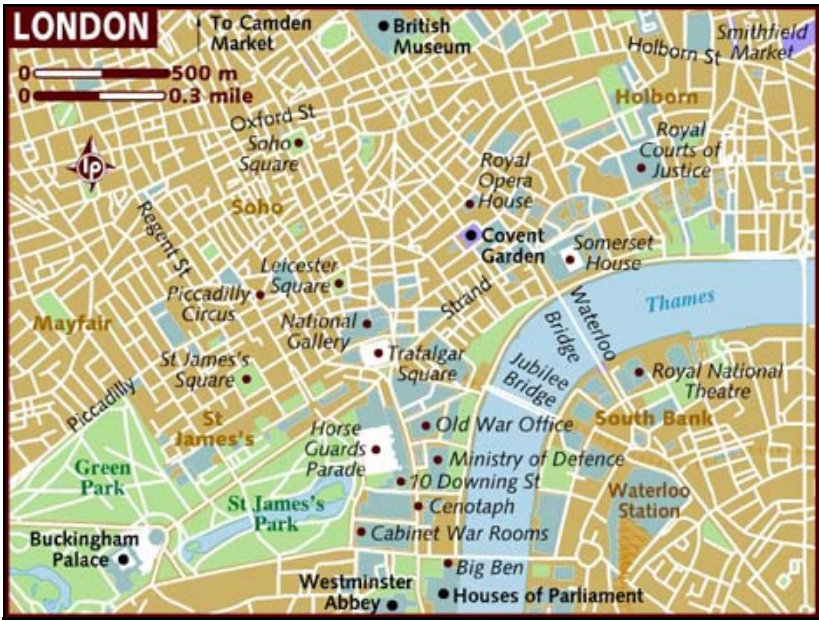 LONDON
To Camden
Market
British
Museum
Smithfield
Market
Holborn St
0 500 m
0 0.3 mile
Holborn
Oxford St
Soho
Square
Royal
Courts of
Justice
LP
Royal
Opera
House
Soho
Regent St
Covent
Garden
Somerset
House
Leicester
Square
Piccadilly
Circus
Strand
Waterloo
Bridge
Thames
Mayfair
National
Gallery
Trafalgar
Square
Jubilee
Bridge
St James's
Square
Royal National
Theatre
Piccadilly
St
James's
South Bank
Horse
Guards
Parade
Old War Office
Ministry of Defence
Green
Park
10 Downing St
Waterloo
Station
St James's
Park
Cenotaph
Cabinet War Rooms
Buckingham
Palace
Big Ben
Westminster
Abbey
Houses of Parliament